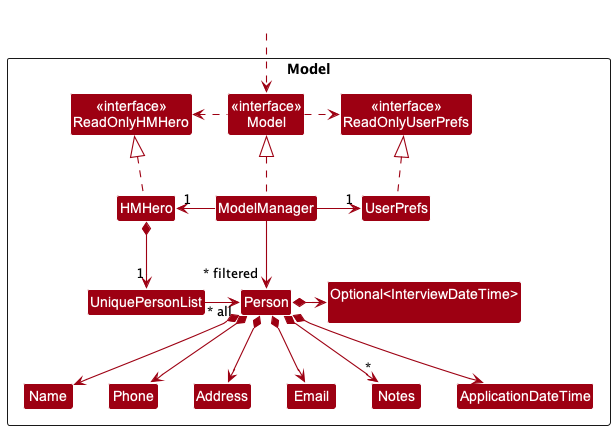 Model
«interface»
ReadOnlyHMHero
«interface»
Model
«interface»
ReadOnlyUserPrefs
HMHero
1
ModelManager
1
UserPrefs
1
* filtered
UniquePersonList
* all
Person
Optional<InterviewDateTime>
*
Name
Phone
Address
Email
Notes
ApplicationDateTime